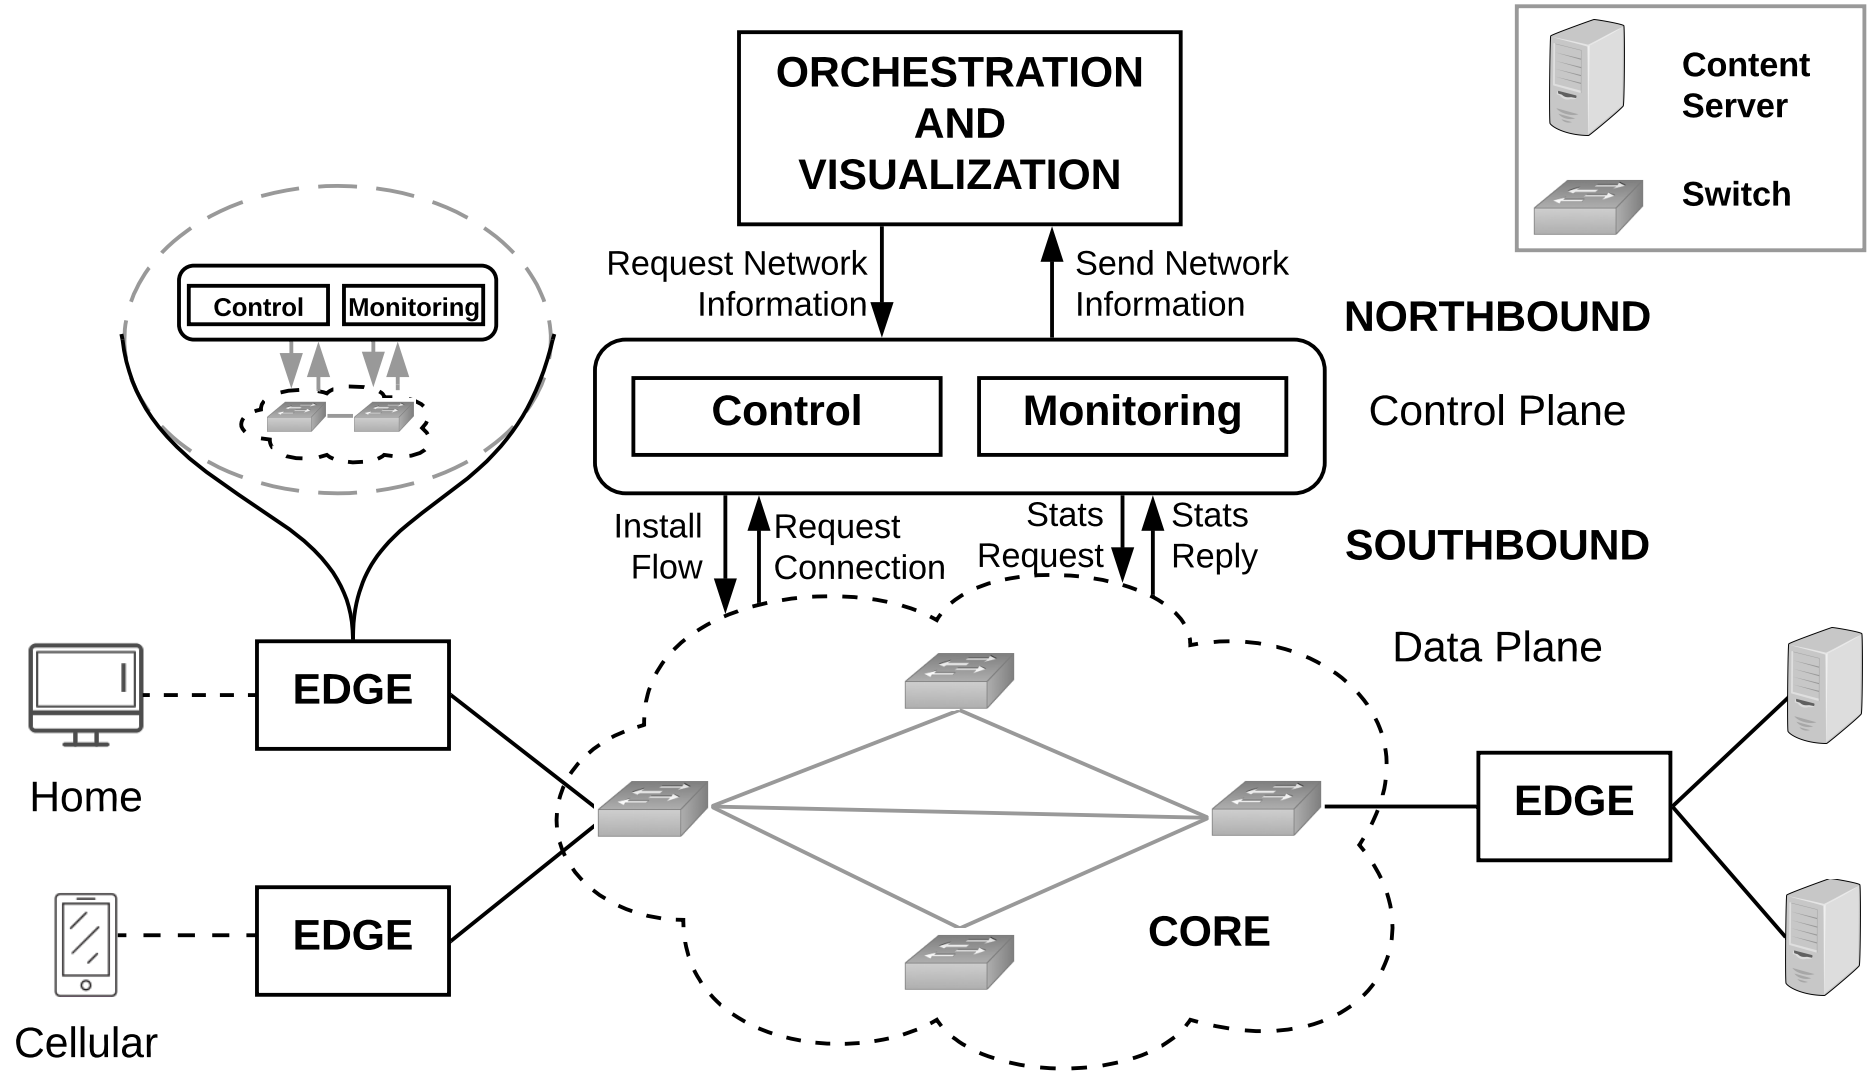 ORCHESTRATION
AND
VISUALIZATION
Content
Server
Switch
Request Network
Information
Send Network
Information
NORTHBOUND
Control
Monitoring
Control
Monitoring
Control Plane
Install
Flow
Request
Connection
Stats
Request
Stats
Reply
SOUTHBOUND
Data Plane
EDGE
Home
EDGE
CORE
EDGE
Cellular